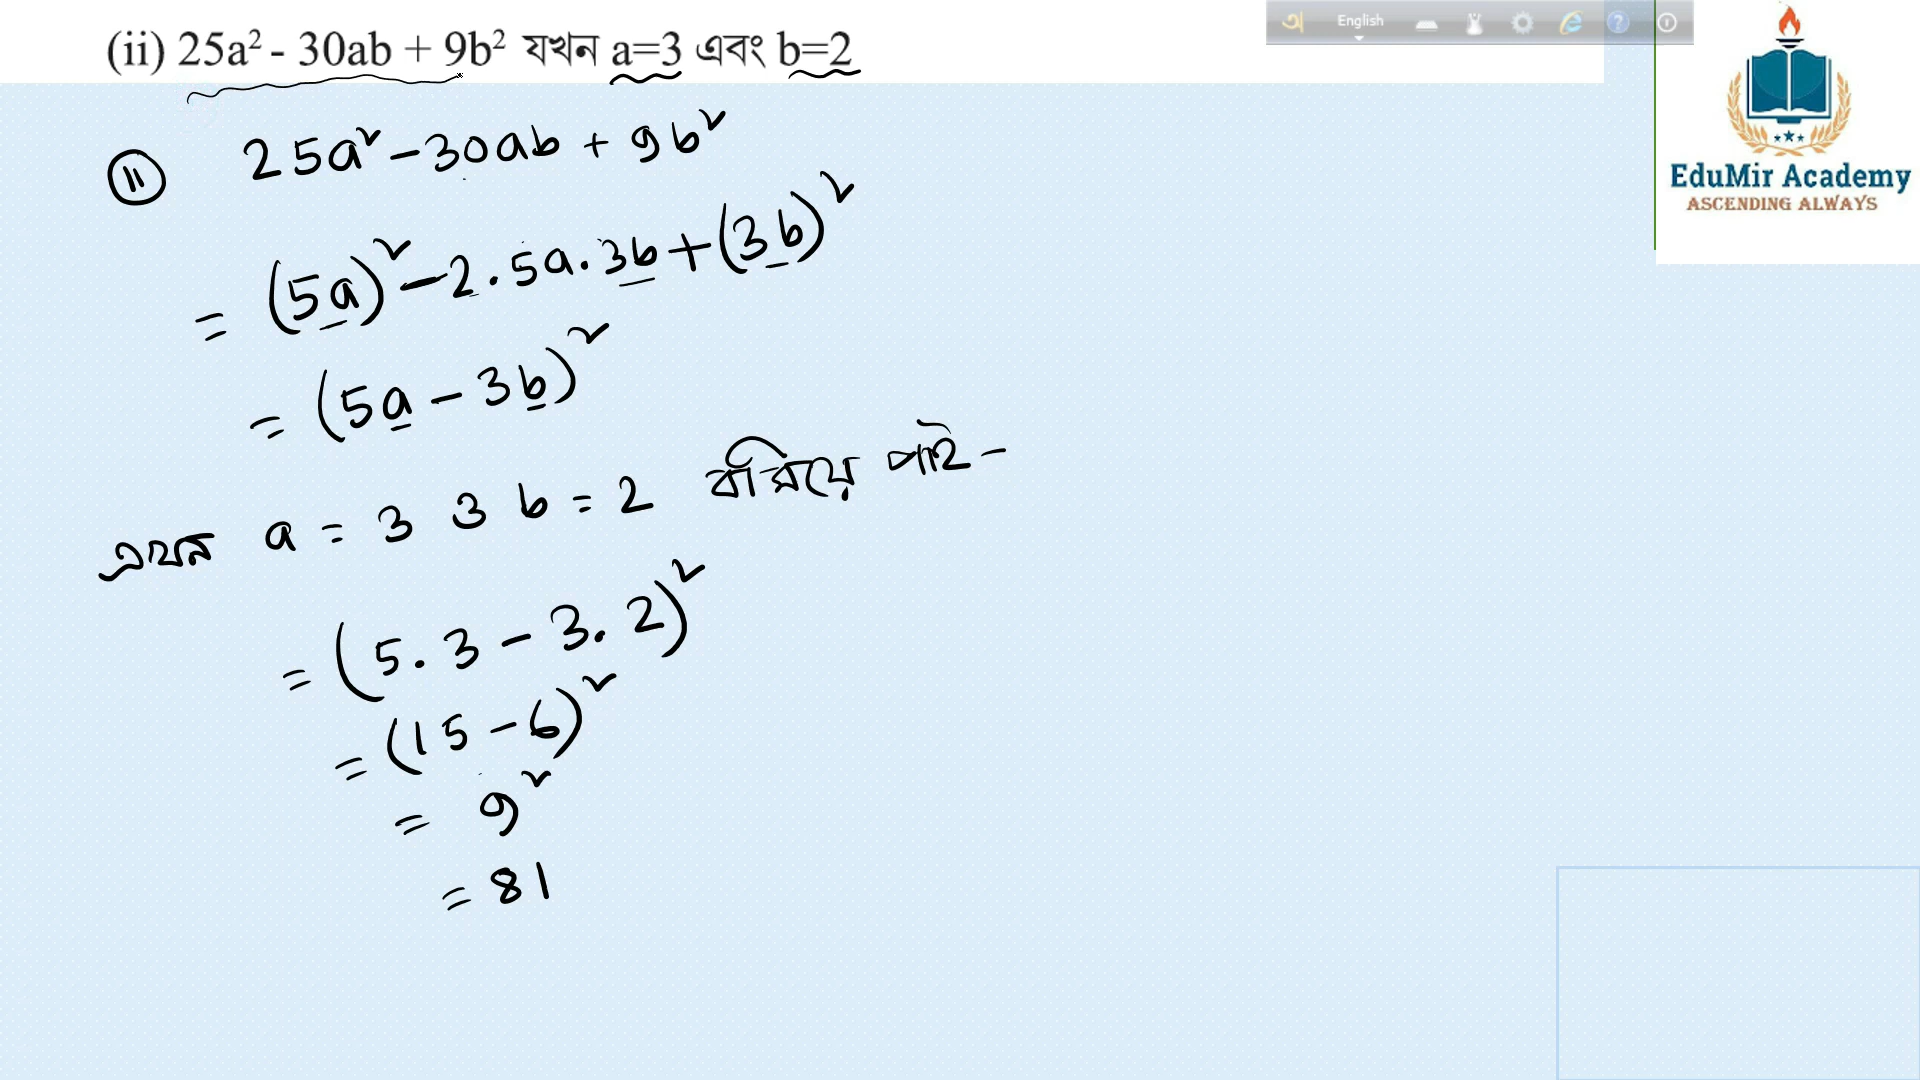 (ii) 25a² - 30ab + 9b² যখন a=3 এবং b=2
English
EduMir Academy
ASCENDING ALWAYS
(ii) 25a² - 30ab + 9b²
= (5a)² - 2 . 5a . 3b + (3b)²
= (5a - 3b)²
এখন a = 3 ও b = 2 বসিয়ে পাই -
= (5 . 3 - 3 . 2)²
= (15 - 6)²
= 9²
= 81